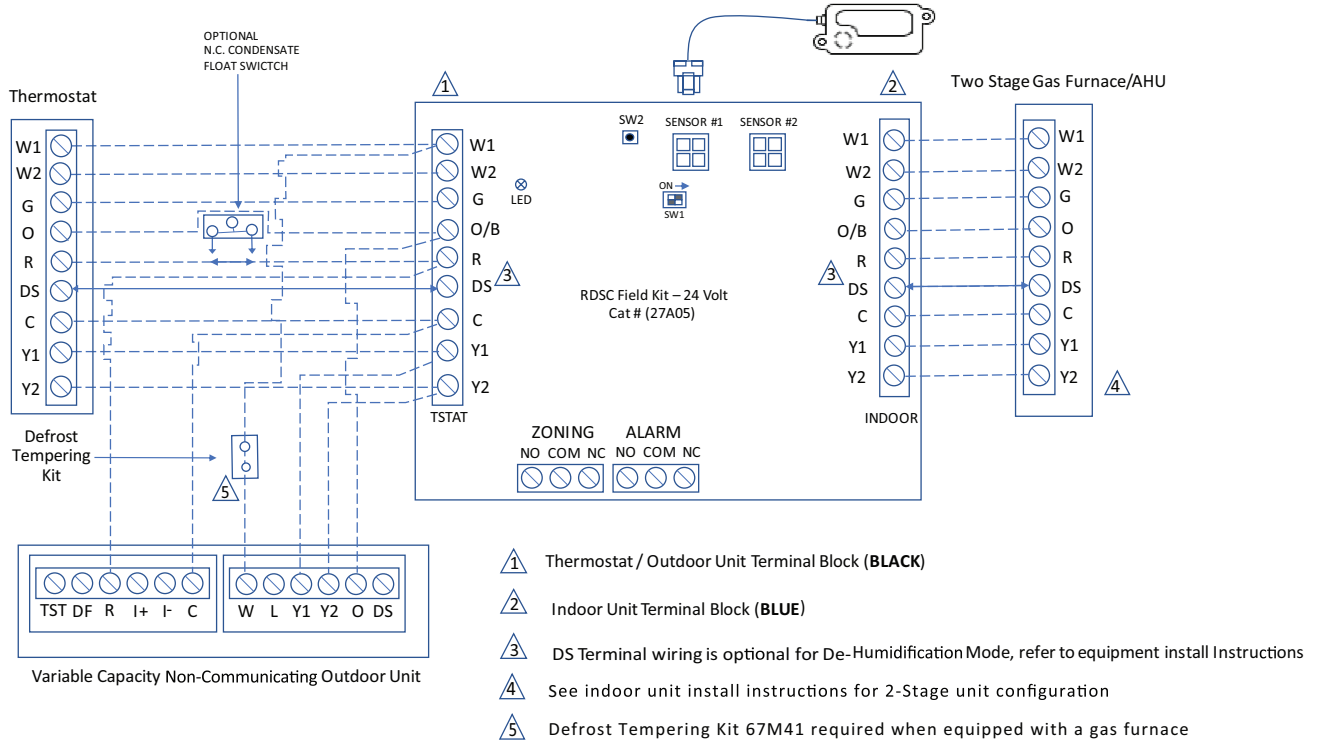 OPTIONAL
N.C. CONDENSATE
FLOAT SWICTCH
Thermostat
W1
W2
G
O
R
DS
C
Y1
Y2
1
W1
W2
G
O/B
R
DS
C
Y1
Y2
TSTAT
3
LED
SW2
SENSOR #1
SENSOR #2
ON
SW1
RDSC Field Kit – 24 Volt
Cat # (27A05)
2
W1
W2
G
O/B
R
DS
C
Y1
Y2
INDOOR
3
Two Stage Gas Furnace/AHU
W1
W2
G
O
R
DS
C
Y1
Y2
4
ZONING
NO COM NC
ALARM
NO COM NC
Defrost
Tempering
Kit
5
TST DF R I+ I- C
W L Y1 Y2 O DS
Variable Capacity Non-Communicating Outdoor Unit
1 Thermostat / Outdoor Unit Terminal Block (BLACK)
2 Indoor Unit Terminal Block (BLUE)
3 DS Terminal wiring is optional for De-Humidification Mode, refer to equipment install Instructions
4 See indoor unit install instructions for 2-Stage unit configuration
5 Defrost Tempering Kit 67M41 required when equipped with a gas furnace